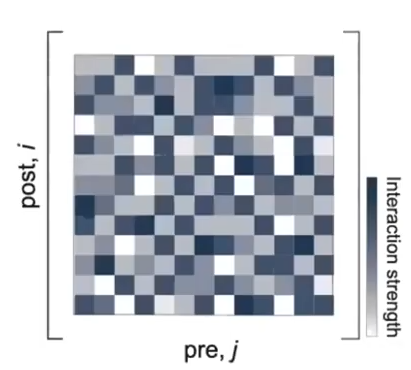 post, i
pre, j
Interaction strength